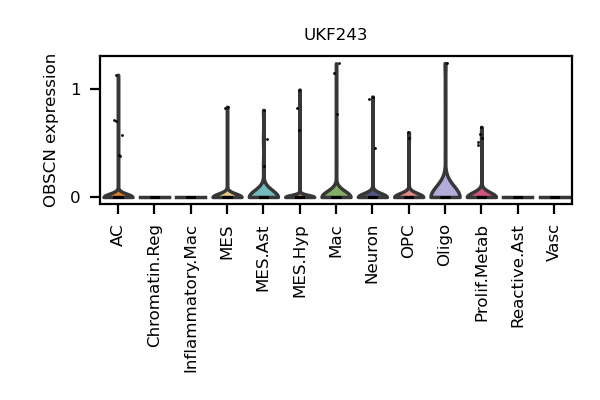 UKF243
OBSCN expression
1
0
AC
Chromatin.Reg
Inflammatory.Mac
MES
MES.Ast
MES.Hyp
Mac
Neuron
OPC
Oligo
Prolif.Metab
Reactive.Ast
Vasc